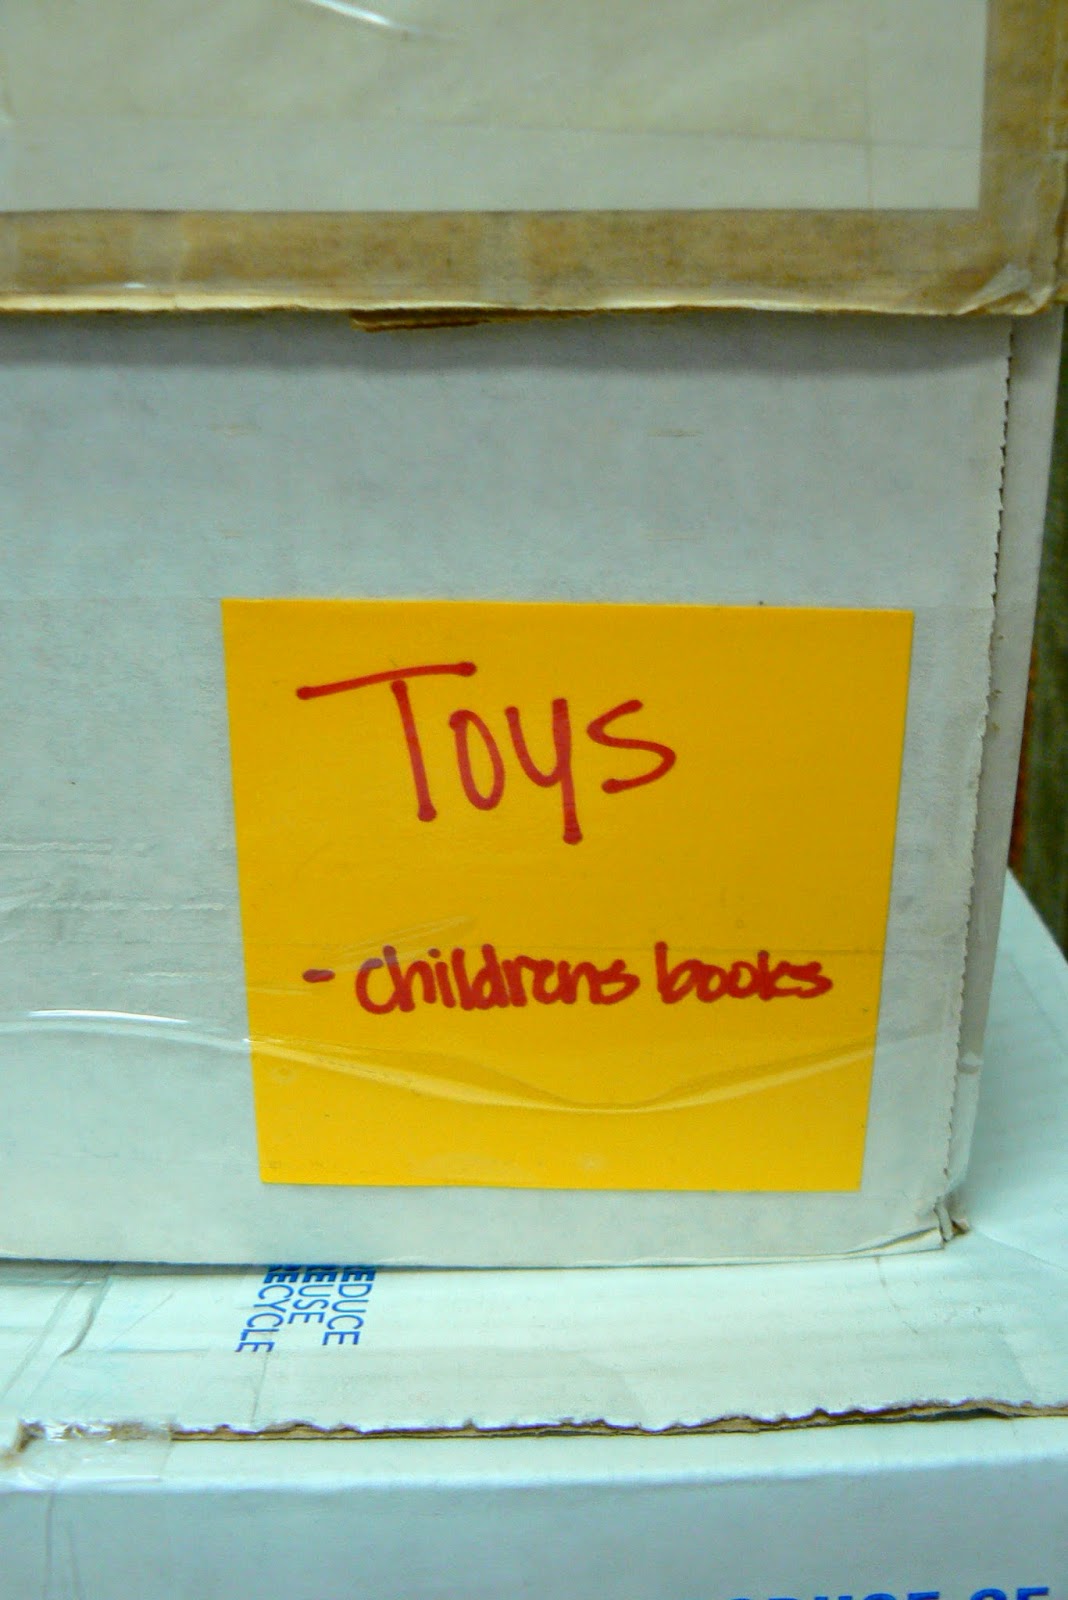 Toys
- childrens books
REDUCE
REUSE
RECYCLE